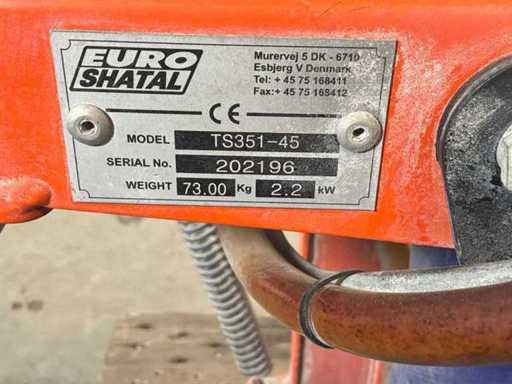 EURO
SHATAL
Murervej 5 DK - 6710
Esbjerg V Denmark
Tel: + 45 75 168411
Fax:+ 45 75 168412
CE
MODEL TS351-45
SERIAL No. 202196
WEIGHT 73.00 Kg 2.2 kW